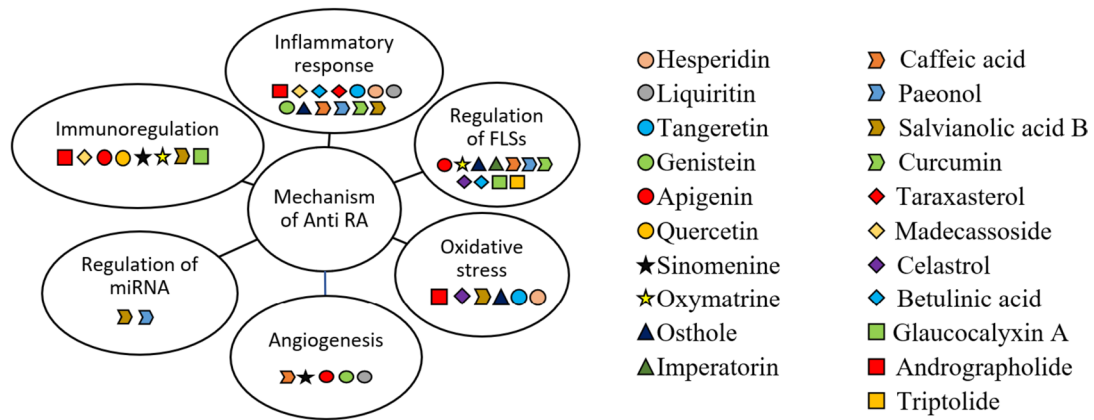 Inflammatory
response
Immunoregulation
Regulation
of FLSs
Mechanism
of Anti RA
Regulation of
miRNA
Oxidative
stress
Angiogenesis
Hesperidin
Liquiritin
Tangeretin
Genistein
Apigenin
Quercetin
Sinomenine
Oxymatrine
Osthole
Imperatorin
Caffeic acid
Paeonol
Salvianolic acid B
Curcumin
Taraxasterol
Madecassoside
Celastrol
Betulinic acid
Glaucocalyxin A
Andrographolide
Triptolide